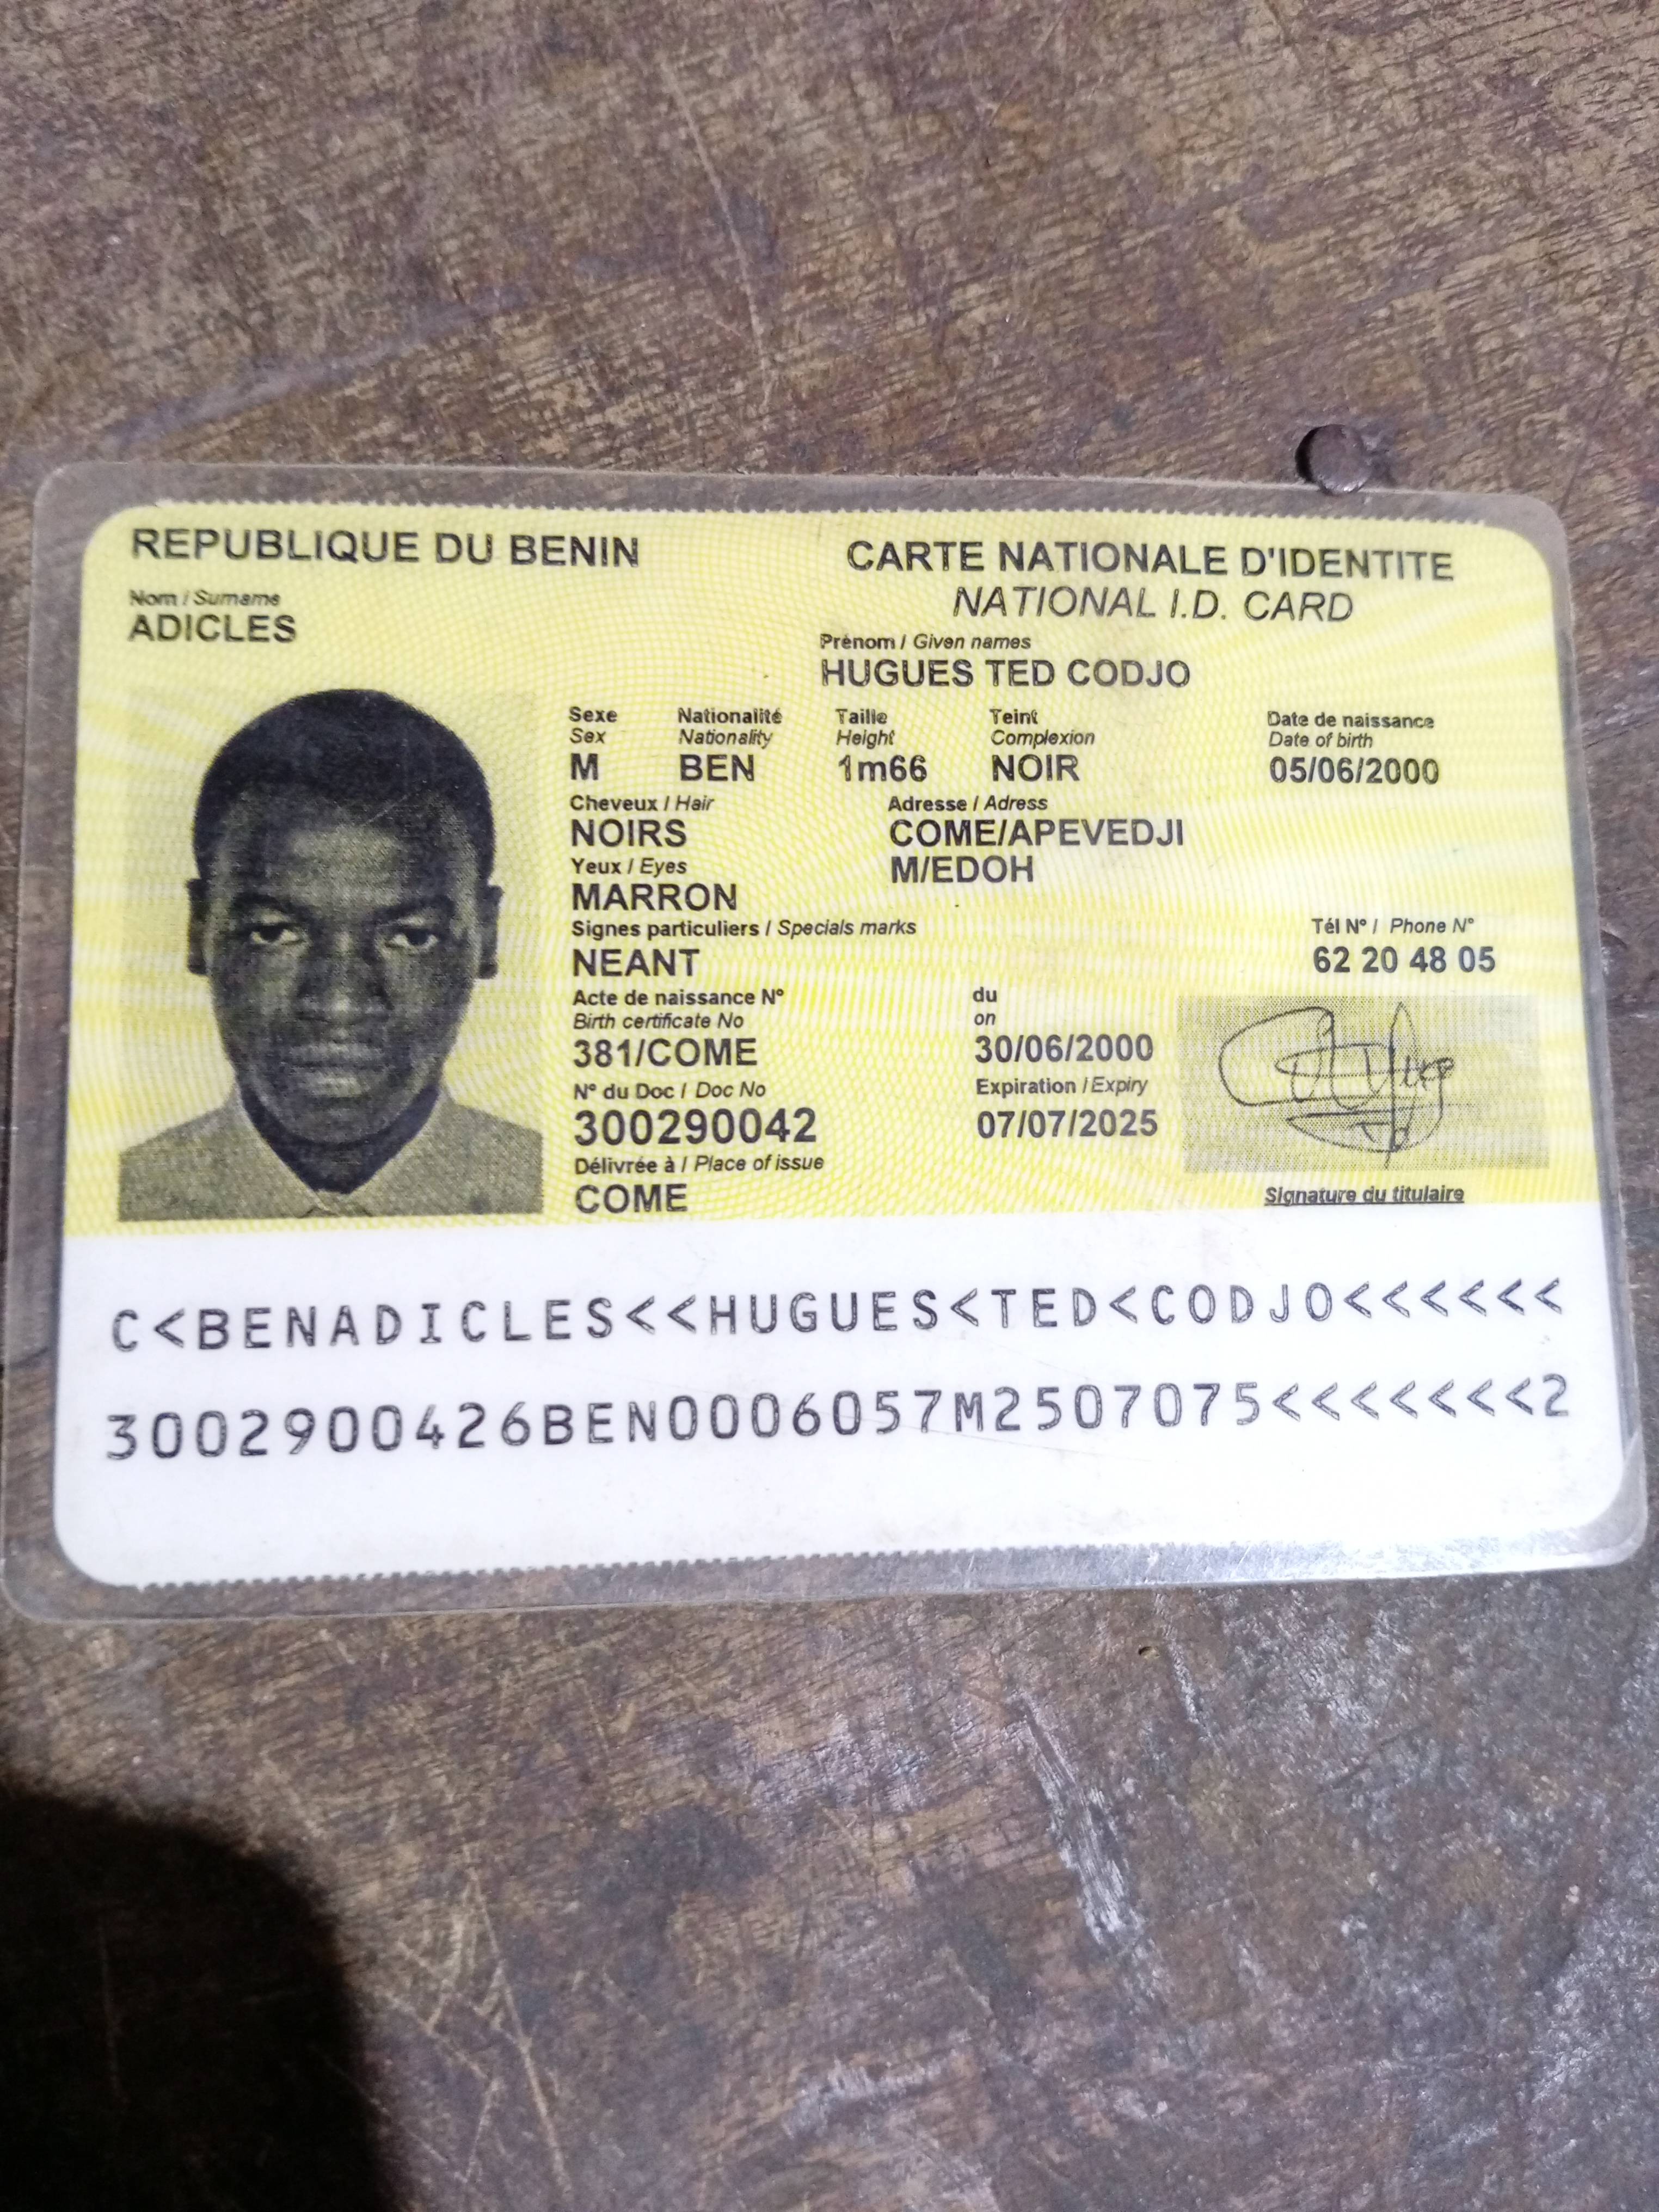 REPUBLIQUE DU BENIN
CARTE NATIONALE D'IDENTITE
NATIONAL I.D. CARD
Nom / Surname
ADICLES
Prénom / Given names
HUGUES TED CODJO
Sexe Nationalité Taille Teint Date de naissance
Sex Nationality Height Complexion Date of birth
M BEN 1m66 NOIR 05/06/2000
Cheveux / Hair Adresse / Adress
NOIRS COME/APEVEDJI
Yeux / Eyes M/EDOH
MARRON
Signes particuliers / Specials marks Tél N° / Phone N°
NEANT 62 20 48 05
Acte de naissance N° du
Birth certificate No on
381/COME 30/06/2000
N° du Doc / Doc No Expiration / Expiry
300290042 07/07/2025
Délivrée à / Place of issue
COME Signature du titulaire
C<BENADICLES<<HUGUES<TED<CODJO<<<<<<
3002900426BEN0006057M2507075<<<<<<<2